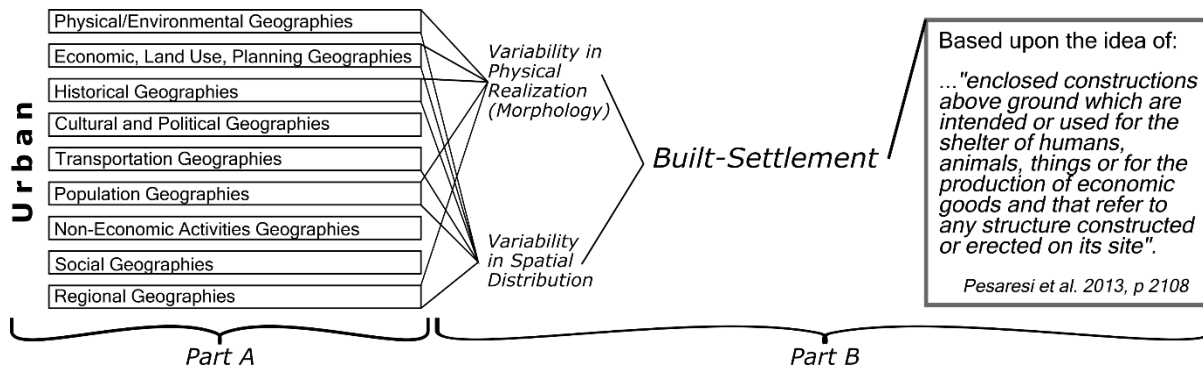 Urban
Physical/Environmental Geographies
Economic, Land Use, Planning Geographies
Historical Geographies
Cultural and Political Geographies
Transportation Geographies
Population Geographies
Non-Economic Activities Geographies
Social Geographies
Regional Geographies
Part A
Variability in
Physical
Realization
(Morphology)
Variability
in Spatial
Distribution
Built-Settlement
Based upon the idea of:
..."enclosed constructions
above ground which are
intended or used for the
shelter of humans,
animals, things or for the
production of economic
goods and that refer to
any structure constructed
or erected on its site".
Pesaresi et al. 2013, p 2108
Part B